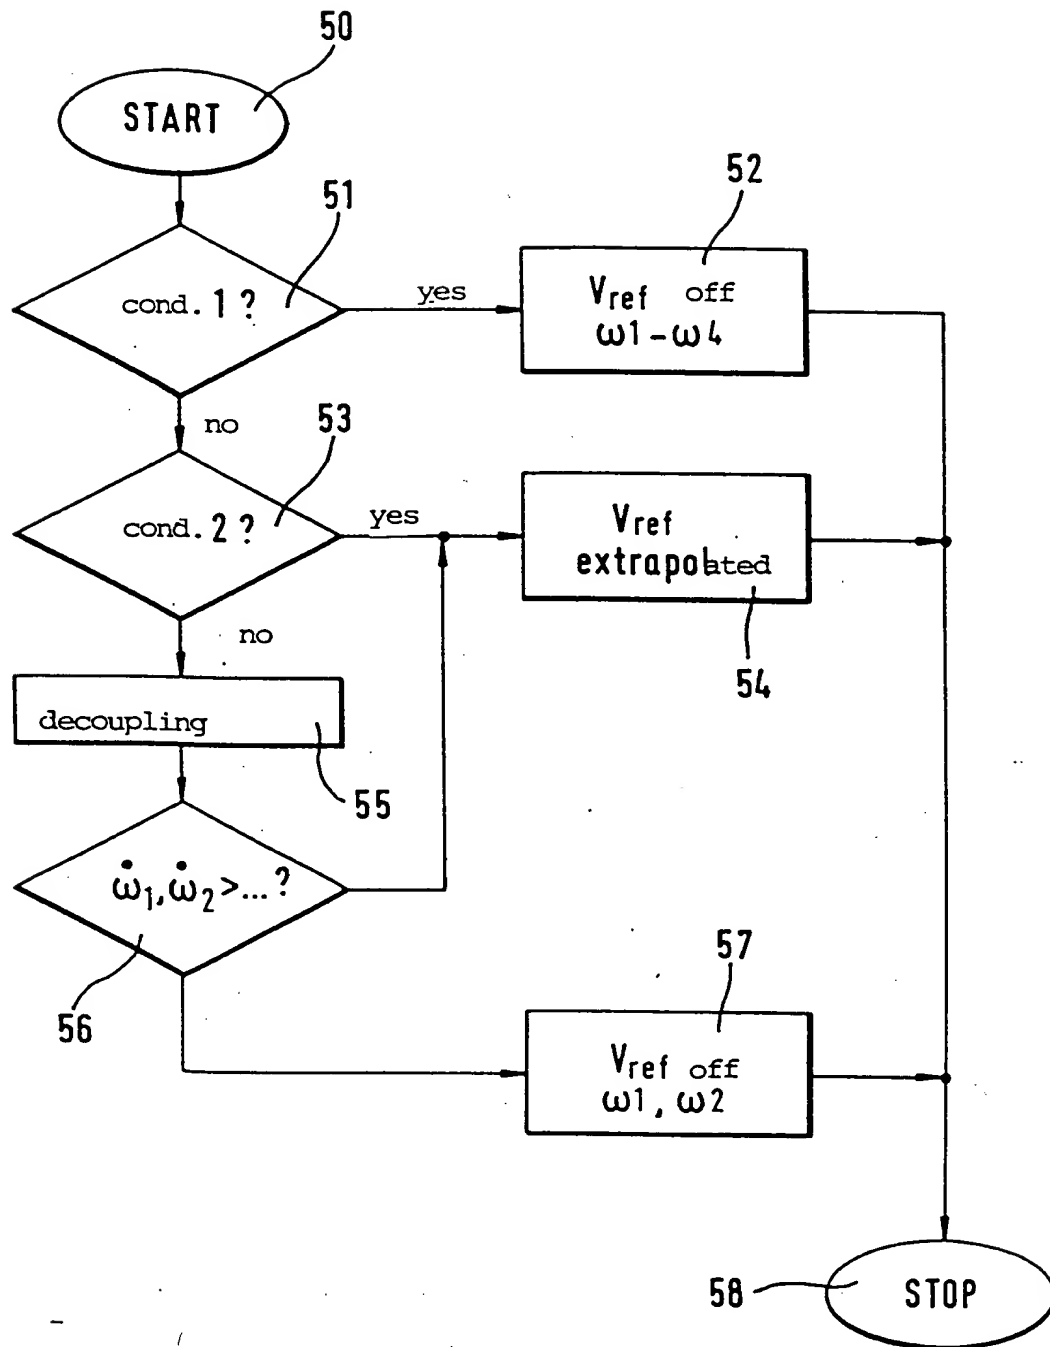 50
START
51
52
cond. 1 ?
yes
Vref off
ω1 - ω4
no
53
cond. 2 ?
yes
Vref
extrapolated
no
54
decoupling
55
ω̇1, ω̇2 > ... ?
56
57
Vref off
ω1, ω2
58
STOP